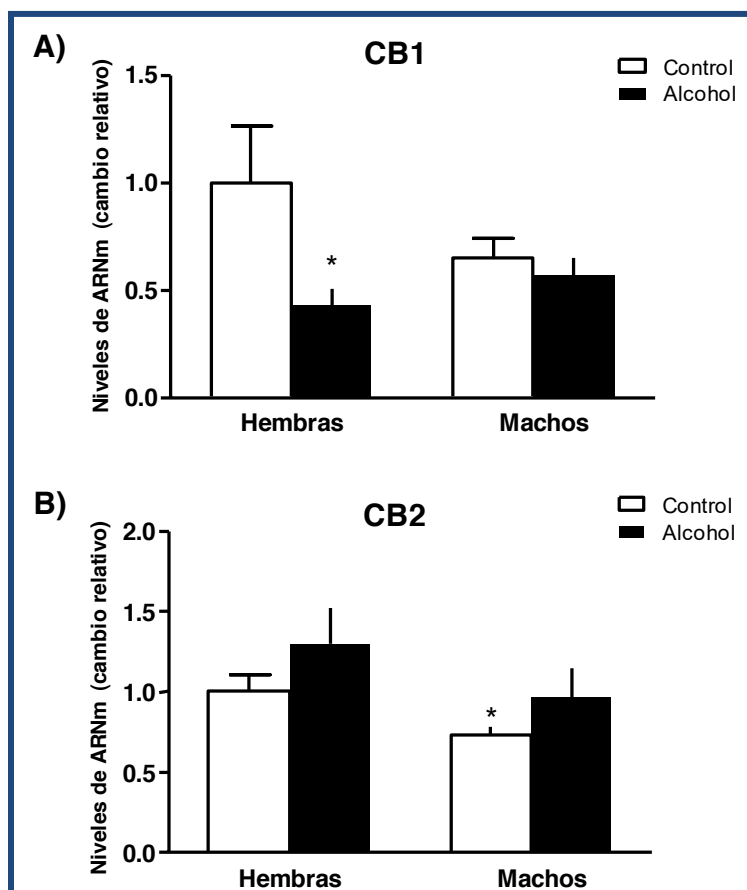 A)
CB1
Control
Alcohol
Niveles de ARNm (cambio relativo)
1.5
1.0
0.5
0.0
*
Hembras Machos
B)
CB2
Control
Alcohol
Niveles de ARNm (cambio relativo)
2.0
1.5
1.0
0.5
0.0
*
Hembras Machos